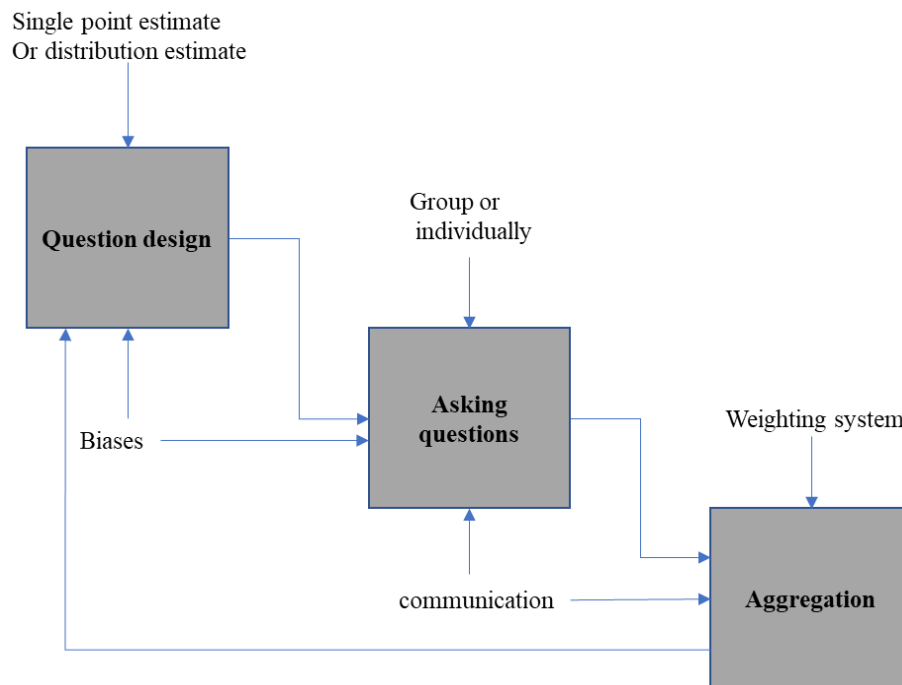 Single point estimate
Or distribution estimate
Question design
Group or
individually
Asking
questions
Biases
Weighting system
communication
Aggregation